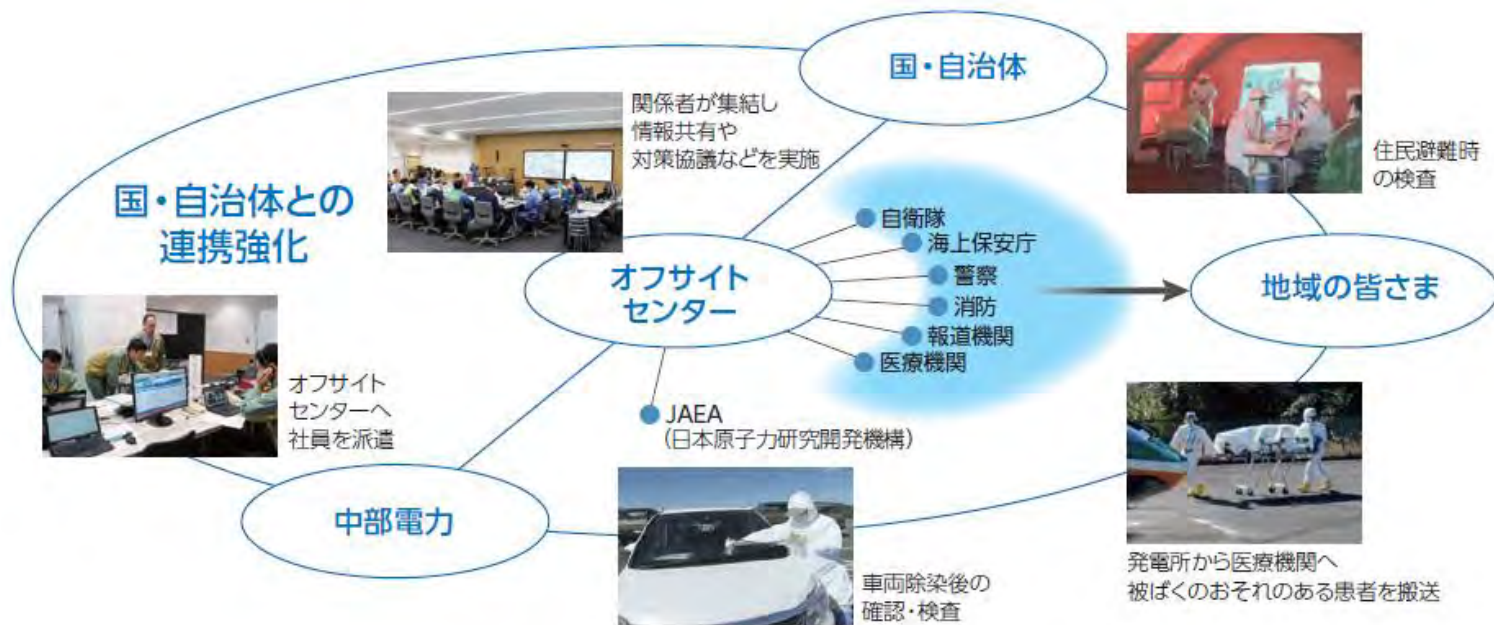 国・自治体
関係者が集結し
情報共有や
対策協議などを実施
住民避難時
の検査
国・自治体との
連携強化
自衛隊
海上保安庁
警察
消防
報道機関
医療機関
オフサイト
センター
地域の皆さま
オフサイト
センターへ
社員を派遣
JAEA
（日本原子力研究開発機構）
中部電力
車両除染後の
確認・検査
発電所から医療機関へ
被ばくのおそれのある患者を搬送